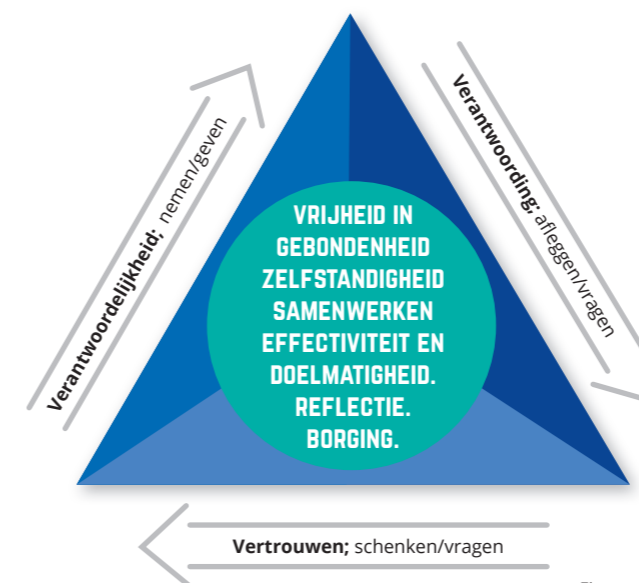 Verantwoordelijkheid; nemen/geven
Verantwoording; afleggen/vragen
VRIJHEID IN
GEBONDENHEID
ZELFSTANDIGHEID
SAMENWERKEN
EFFECTIVITEIT EN
DOELMATIGHEID.
REFLECTIE.
BORGING.
Vertrouwen; schenken/vragen